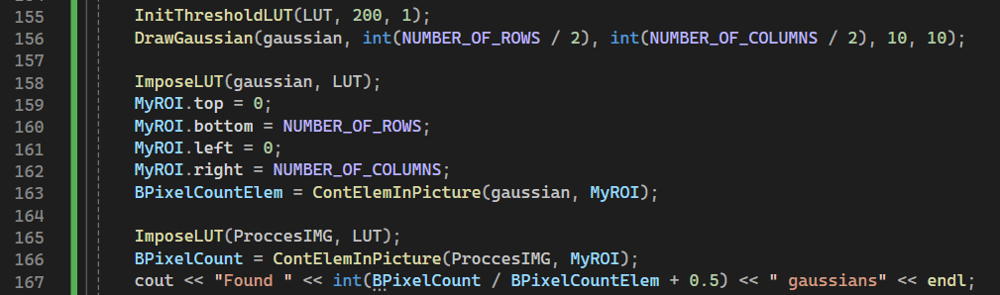 155 InitThresholdLUT(LUT, 200, 1);
156 DrawGaussian(gaussian, int(NUMBER_OF_ROWS / 2), int(NUMBER_OF_COLUMNS / 2), 10, 10);
157
158 ImposeLUT(gaussian, LUT);
159 MyROI.top = 0;
160 MyROI.bottom = NUMBER_OF_ROWS;
161 MyROI.left = 0;
162 MyROI.right = NUMBER_OF_COLUMNS;
163 BPixelCountElem = ContElemInPicture(gaussian, MyROI);
164
165 ImposeLUT(ProccesIMG, LUT);
166 BPixelCount = ContElemInPicture(ProccesIMG, MyROI);
167 cout << "Found " << int(BPixelCount / BPixelCountElem + 0.5) << " gaussians" << endl;